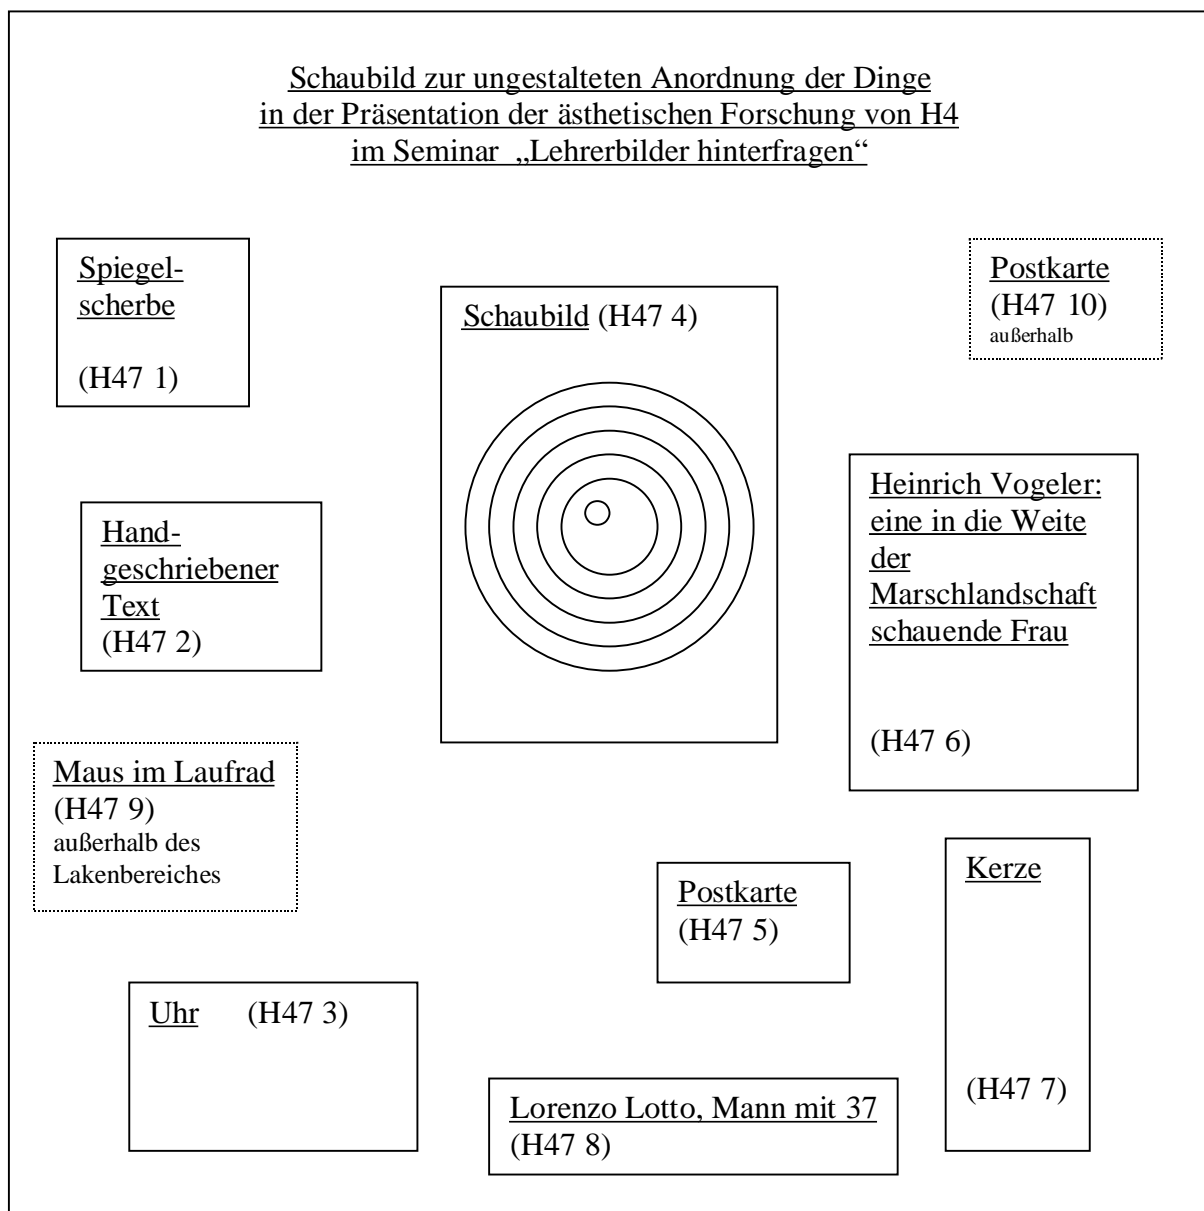 Schaubild zur ungestalteten Anordnung der Dinge
in der Präsentation der ästhetischen Forschung von H4
im Seminar „Lehrerbilder hinterfragen“
Spiegel-
scherbe
(H47 1)
Schaubild (H47 4)
Postkarte
(H47 10)
außerhalb
Hand-
geschriebener
Text
(H47 2)
Heinrich Vogeler:
eine in die Weite
der
Marschlandschaft
schauende Frau
(H47 6)
Maus im Laufrad
(H47 9)
außerhalb des
Lakenbereiches
Postkarte
(H47 5)
Kerze
(H47 7)
Uhr (H47 3)
Lorenzo Lotto, Mann mit 37
(H47 8)